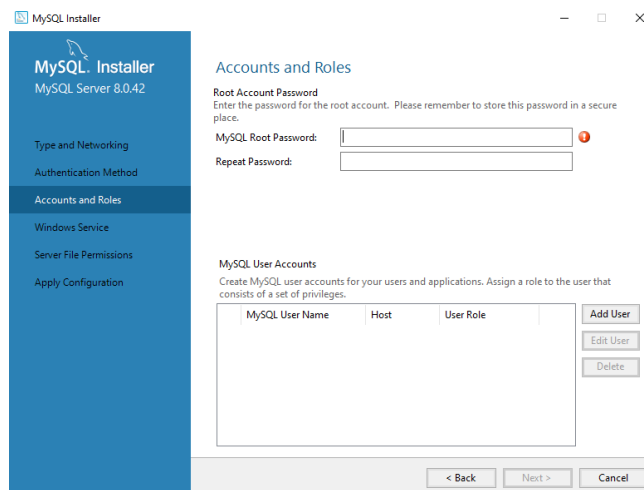 MySQL Installer
MySQL. Installer
MySQL Server 8.0.42
Type and Networking
Authentication Method
Accounts and Roles
Windows Service
Server File Permissions
Apply Configuration
Accounts and Roles
Root Account Password
Enter the password for the root account. Please remember to store this password in a secure
place.
MySQL Root Password:
Repeat Password:
MySQL User Accounts
Create MySQL user accounts for your users and applications. Assign a role to the user that
consists of a set of privileges.
MySQL User Name Host User Role
Add User
Edit User
Delete
< Back Next > Cancel